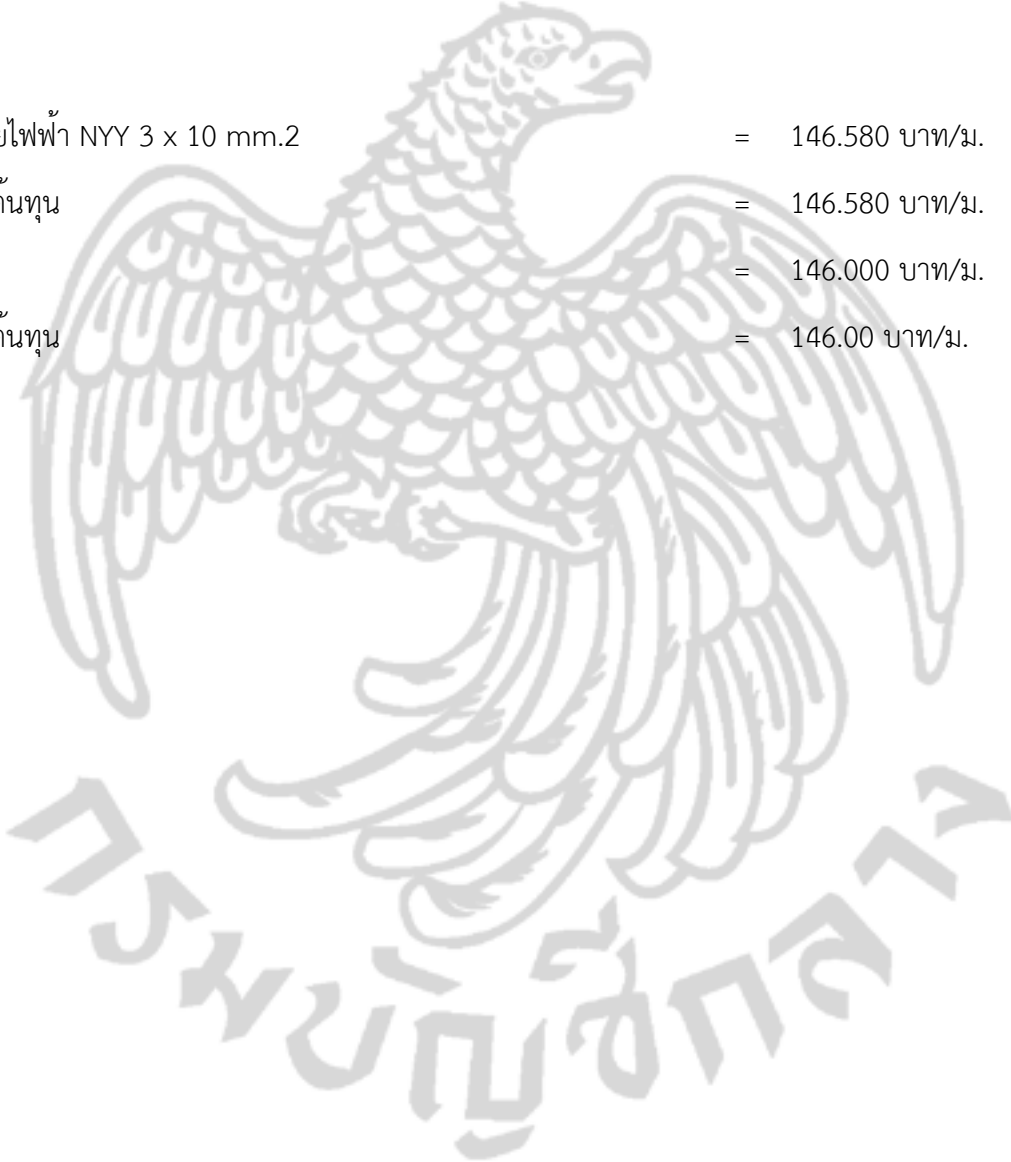 ยไฟฟ้า NYY 3 x 10 mm.2 = 146.580 บาท/ม.
้นทุน = 146.580 บาท/ม.
= 146.000 บาท/ม.
้นทุน = 146.00 บาท/ม.
กรมบัญชีกลาง